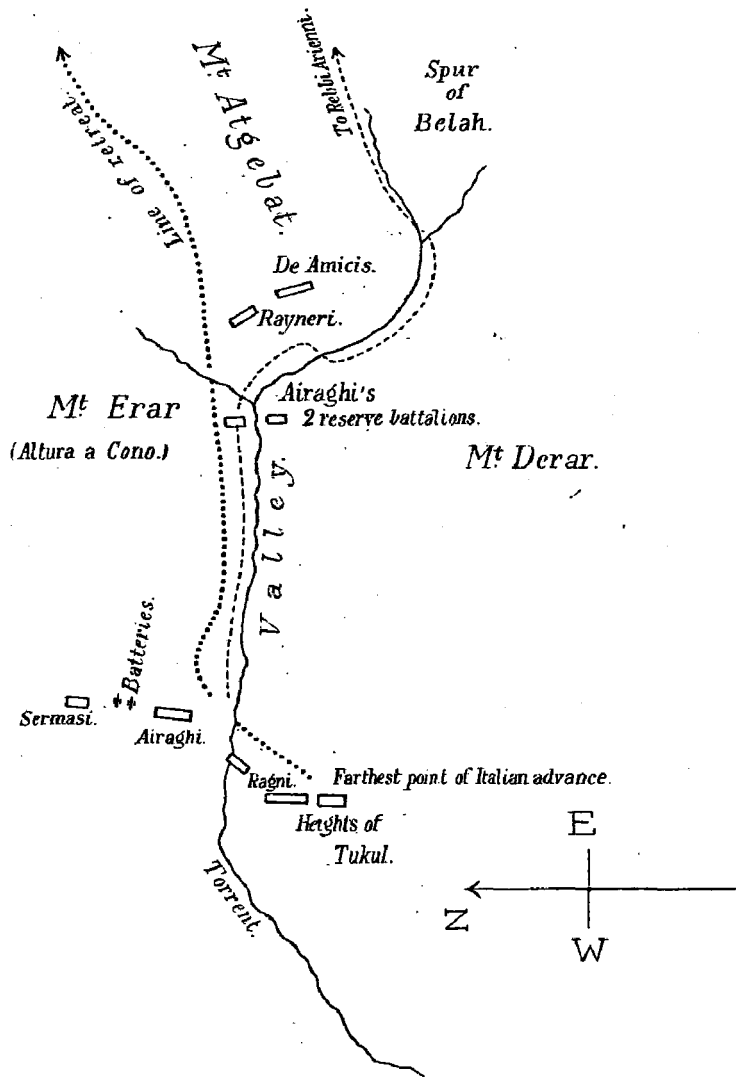 Mt Atgebat.
To Rebbi Arienni.
Spur
of
Belah.
Line of retreat.
De Amicis.
Rayneri.
Mt Erar
(Altura a Cono.)
Airaghi's
2 reserve battalions.
Mt Derar.
Valley.
Batteries.
Sermasi.
Airaghi.
Ragni.
Farthest point of Italian advance.
Heights of
Tukul.
Torrent.
E
N
W